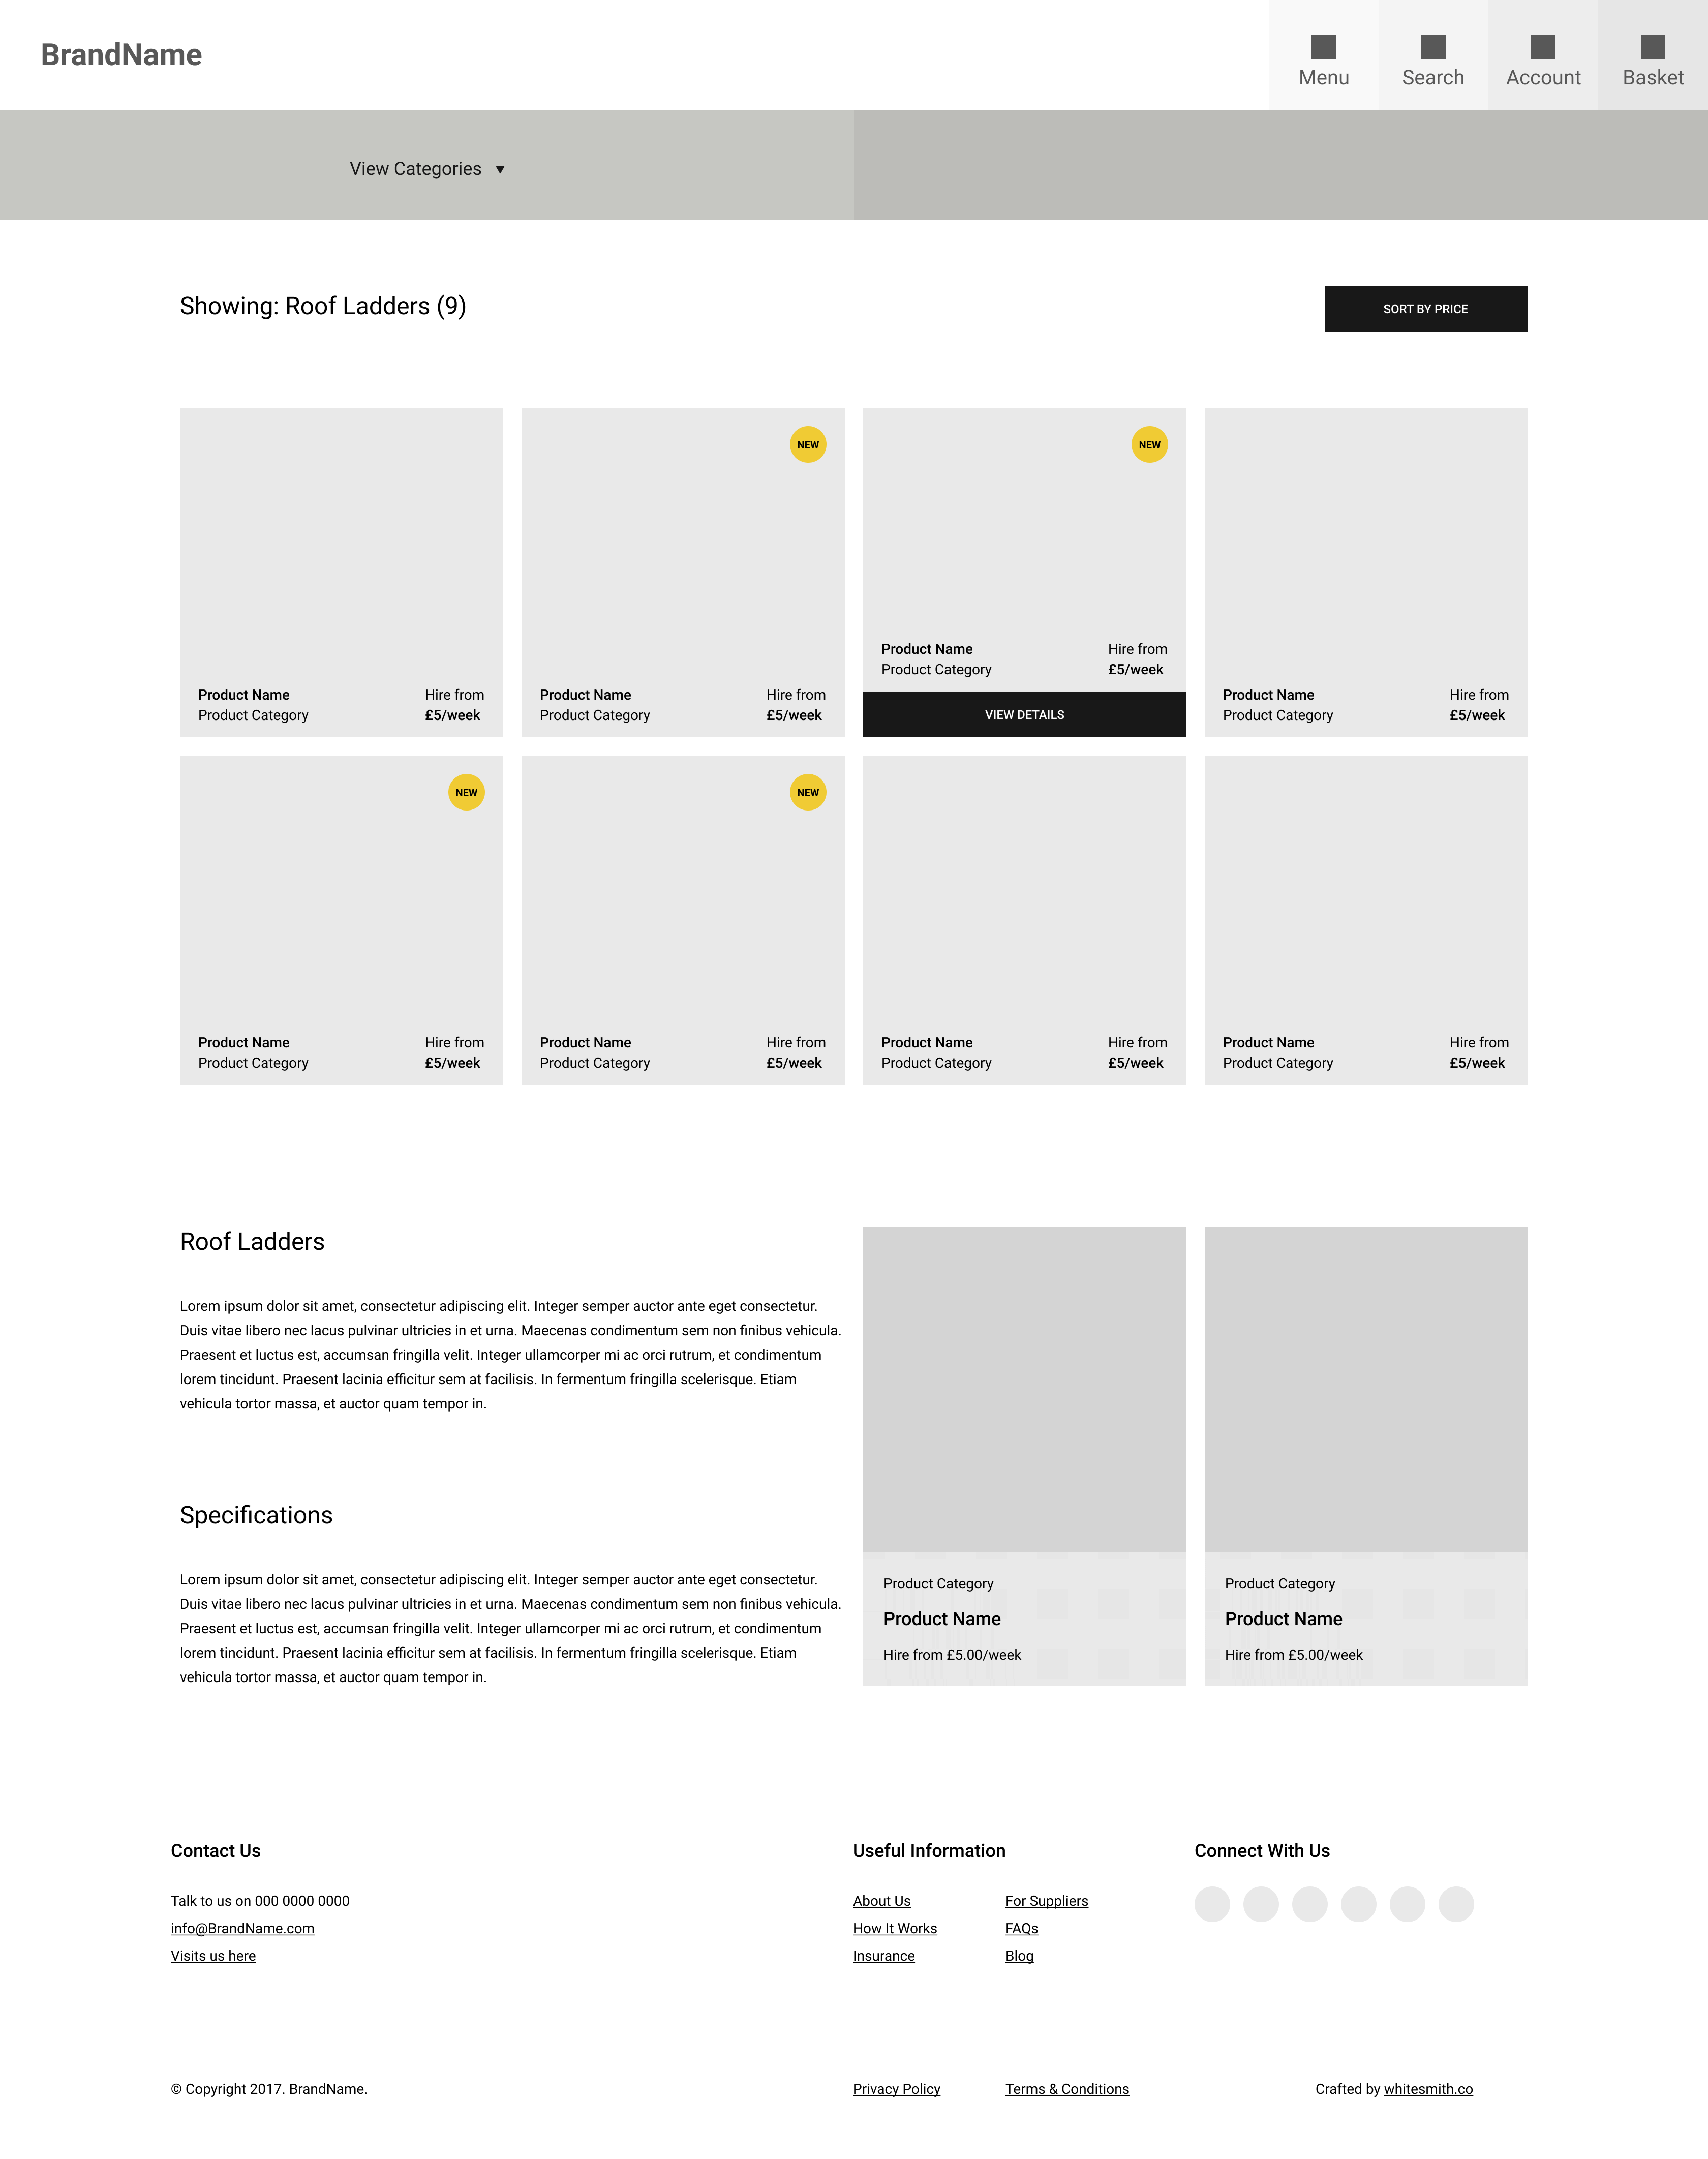 BrandName
Menu
Search
Account
Basket
View Categories ▼
Showing: Roof Ladders (9)
SORT BY PRICE
Product Name
Product Category
Hire from
£5/week
NEW
Product Name
Product Category
Hire from
£5/week
NEW
Product Name
Product Category
Hire from
£5/week
VIEW DETAILS
Product Name
Product Category
Hire from
£5/week
NEW
Product Name
Product Category
Hire from
£5/week
NEW
Product Name
Product Category
Hire from
£5/week
Product Name
Product Category
Hire from
£5/week
Product Name
Product Category
Hire from
£5/week
Roof Ladders
Lorem ipsum dolor sit amet, consectetur adipiscing elit. Integer semper auctor ante eget consectetur.
Duis vitae libero nec lacus pulvinar ultricies in et urna. Maecenas condimentum sem non finibus vehicula.
Praesent et luctus est, accumsan fringilla velit. Integer ullamcorper mi ac orci rutrum, et condimentum
lorem tincidunt. Praesent lacinia efficitur sem at facilisis. In fermentum fringilla scelerisque. Etiam
vehicula tortor massa, et auctor quam tempor in.
Specifications
Lorem ipsum dolor sit amet, consectetur adipiscing elit. Integer semper auctor ante eget consectetur.
Duis vitae libero nec lacus pulvinar ultricies in et urna. Maecenas condimentum sem non finibus vehicula.
Praesent et luctus est, accumsan fringilla velit. Integer ullamcorper mi ac orci rutrum, et condimentum
lorem tincidunt. Praesent lacinia efficitur sem at facilisis. In fermentum fringilla scelerisque. Etiam
vehicula tortor massa, et auctor quam tempor in.
Product Category
Product Name
Hire from £5.00/week
Product Category
Product Name
Hire from £5.00/week
Contact Us
Talk to us on 000 0000 0000
info@BrandName.com
Visits us here
Useful Information
About Us
How It Works
Insurance
For Suppliers
FAQs
Blog
Connect With Us
© Copyright 2017. BrandName.
Privacy Policy
Terms & Conditions
Crafted by whitesmith.co